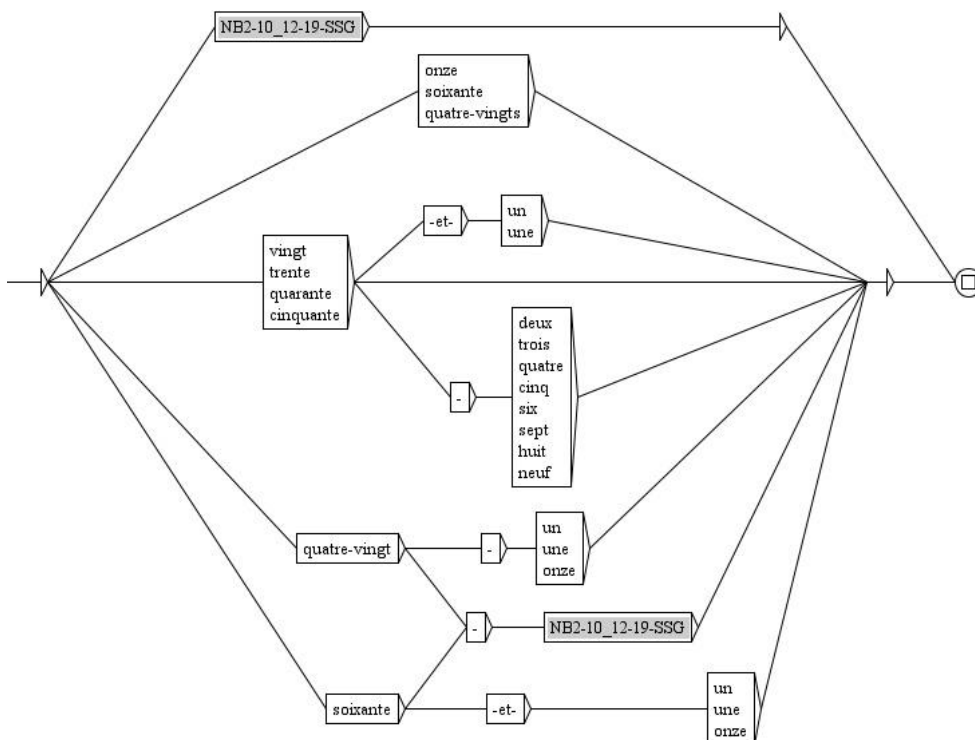 NB2-10_12-19-SSG
onze
soixante
quatre-vingts
-et-
un
une
vingt
trente
quarante
cinquante
-
deux
trois
quatre
cinq
six
sept
huit
neuf
quatre-vingt
-
un
une
onze
-
NB2-10_12-19-SSG
soixante
-et-
un
une
onze